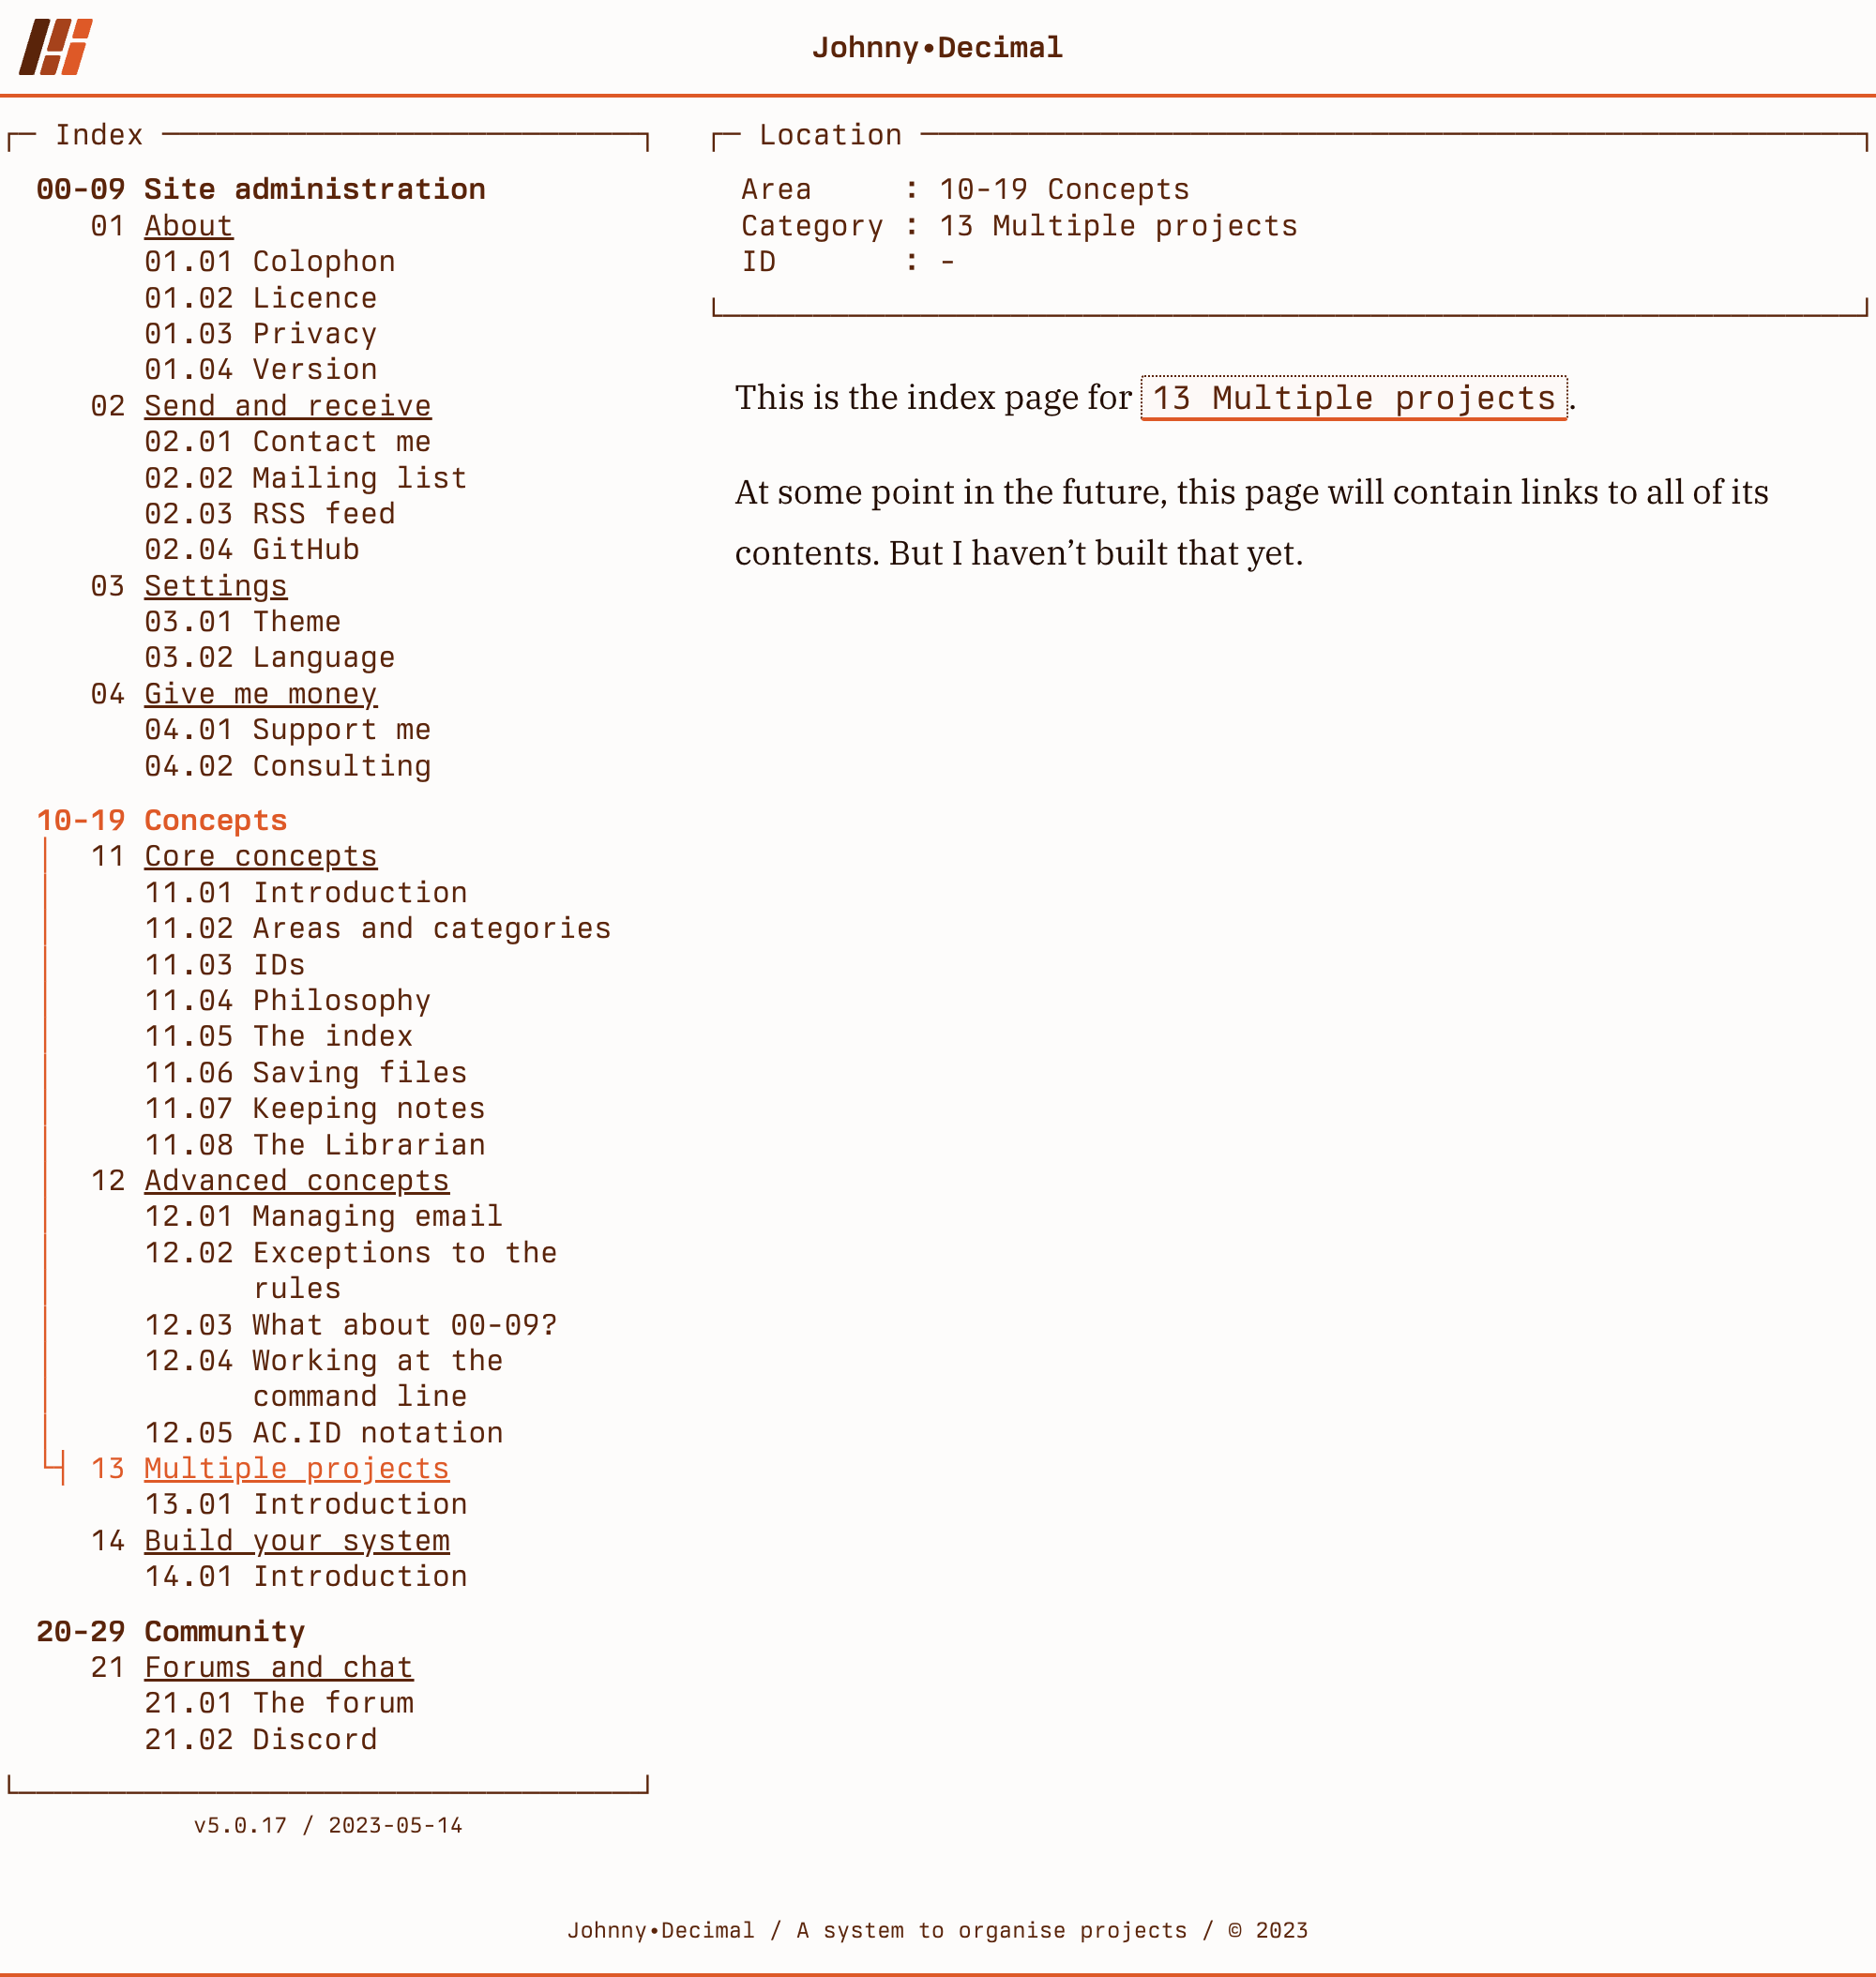 Johnny•Decimal
Index
00-09 Site administration
01 About
01.01 Colophon
01.02 Licence
01.03 Privacy
01.04 Version
02 Send and receive
02.01 Contact me
02.02 Mailing list
02.03 RSS feed
02.04 GitHub
03 Settings
03.01 Theme
03.02 Language
04 Give me money
04.01 Support me
04.02 Consulting
10-19 Concepts
11 Core concepts
11.01 Introduction
11.02 Areas and categories
11.03 IDs
11.04 Philosophy
11.05 The index
11.06 Saving files
11.07 Keeping notes
11.08 The Librarian
12 Advanced concepts
12.01 Managing email
12.02 Exceptions to the
rules
12.03 What about 00-09?
12.04 Working at the
command line
12.05 AC.ID notation
13 Multiple projects
13.01 Introduction
14 Build your system
14.01 Introduction
20-29 Community
21 Forums and chat
21.01 The forum
21.02 Discord
v5.0.17 / 2023-05-14
Location
Area : 10-19 Concepts
Category : 13 Multiple projects
ID : -
This is the index page for 13 Multiple projects.
At some point in the future, this page will contain links to all of its
contents. But I haven’t built that yet.
Johnny•Decimal / A system to organise projects / © 2023